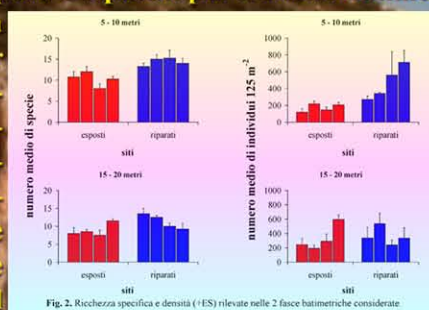 5 - 10 metri
numero medio di specie
20
15
10
5
0
esposti
riparati
siti
15 - 20 metri
20
15
10
5
0
esposti
riparati
siti
5 - 10 metri
numero medio di individui 125 m⁻²
1000
800
600
400
200
0
esposti
riparati
siti
15 - 20 metri
1000
800
600
400
200
0
esposti
riparati
siti
Fig. 2. Ricchezza specifica e densità (+ES) rilevate nelle 2 fasce batimetriche considerate.